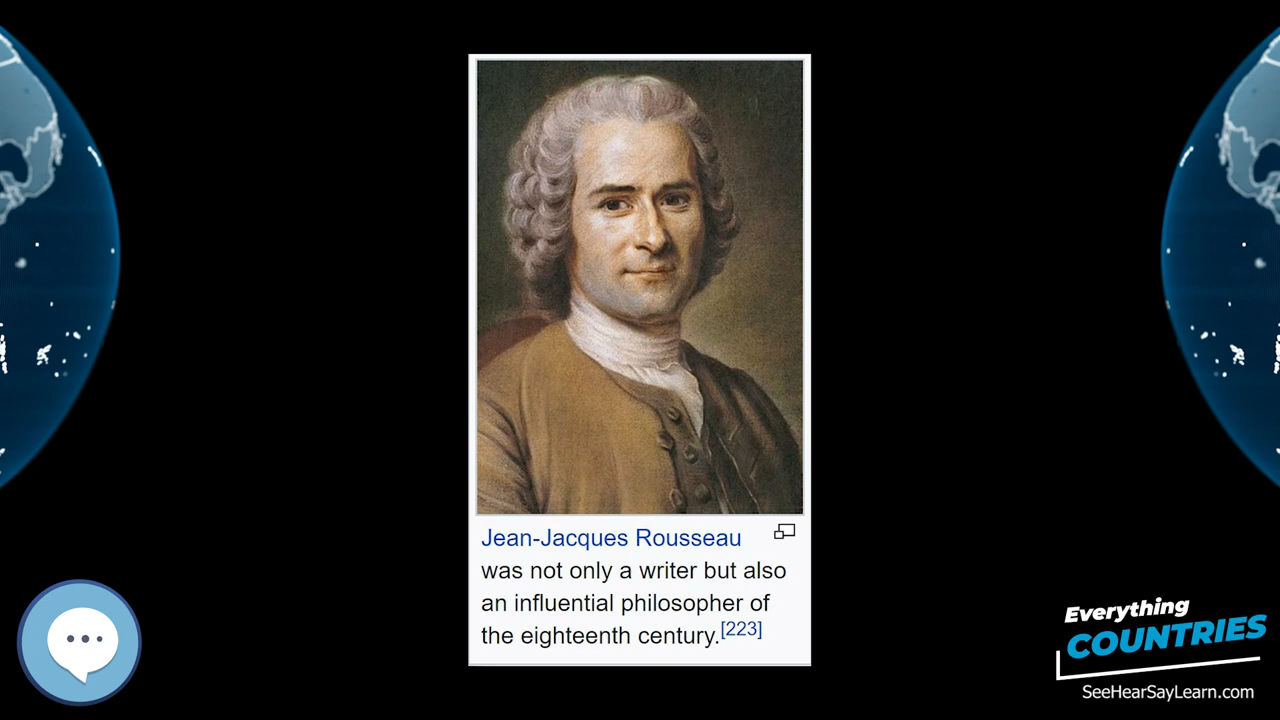 Jean-Jacques Rousseau
was not only a writer but also
an influential philosopher of
the eighteenth century.[223]
Everything
COUNTRIES
SeeHearSayLearn.com